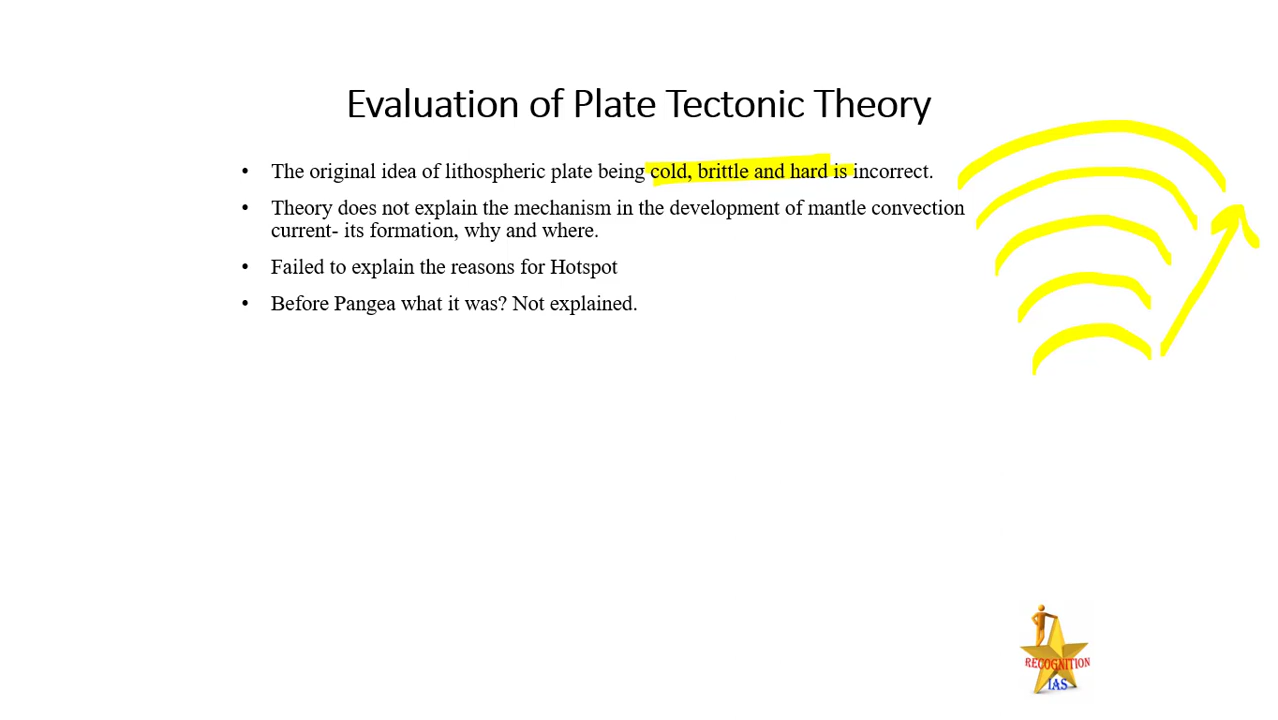 Evaluation of Plate Tectonic Theory
• The original idea of lithospheric plate being cold, brittle and hard is incorrect.
• Theory does not explain the mechanism in the development of mantle convection
current- its formation, why and where.
• Failed to explain the reasons for Hotspot
• Before Pangea what it was? Not explained.
RECOGNITION
IAS